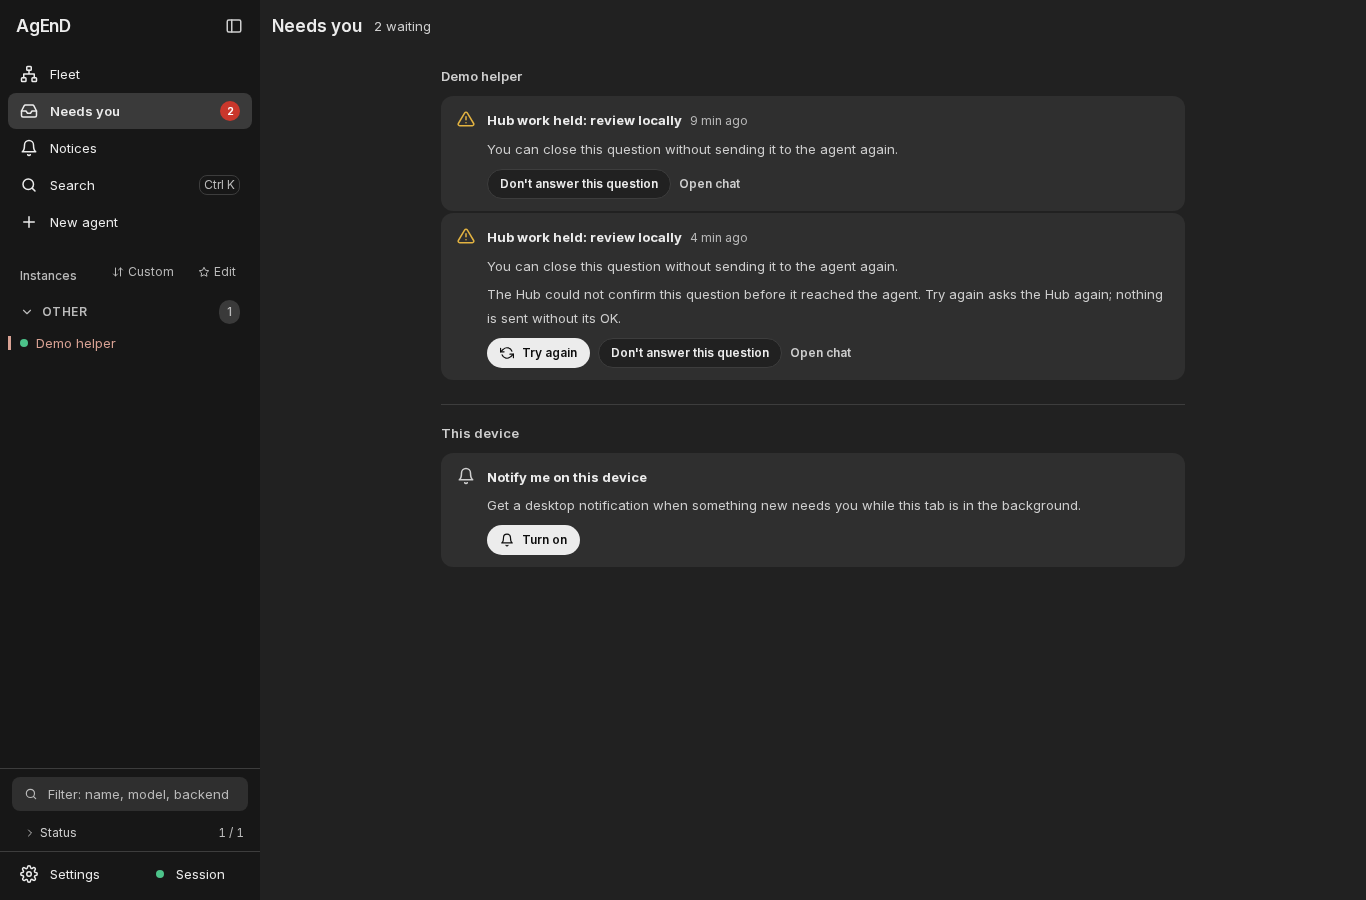 AgEnD
Fleet
Needs you 2
Notices
Search Ctrl K
New agent
Instances Custom Edit
OTHER 1
Demo helper
Filter: name, model, backend
Status 1 / 1
Settings Session
Needs you 2 waiting
Demo helper
Hub work held: review locally 9 min ago
You can close this question without sending it to the agent again.
Don't answer this question Open chat
Hub work held: review locally 4 min ago
You can close this question without sending it to the agent again.
The Hub could not confirm this question before it reached the agent. Try again asks the Hub again; nothing
is sent without its OK.
Try again Don't answer this question Open chat
This device
Notify me on this device
Get a desktop notification when something new needs you while this tab is in the background.
Turn on